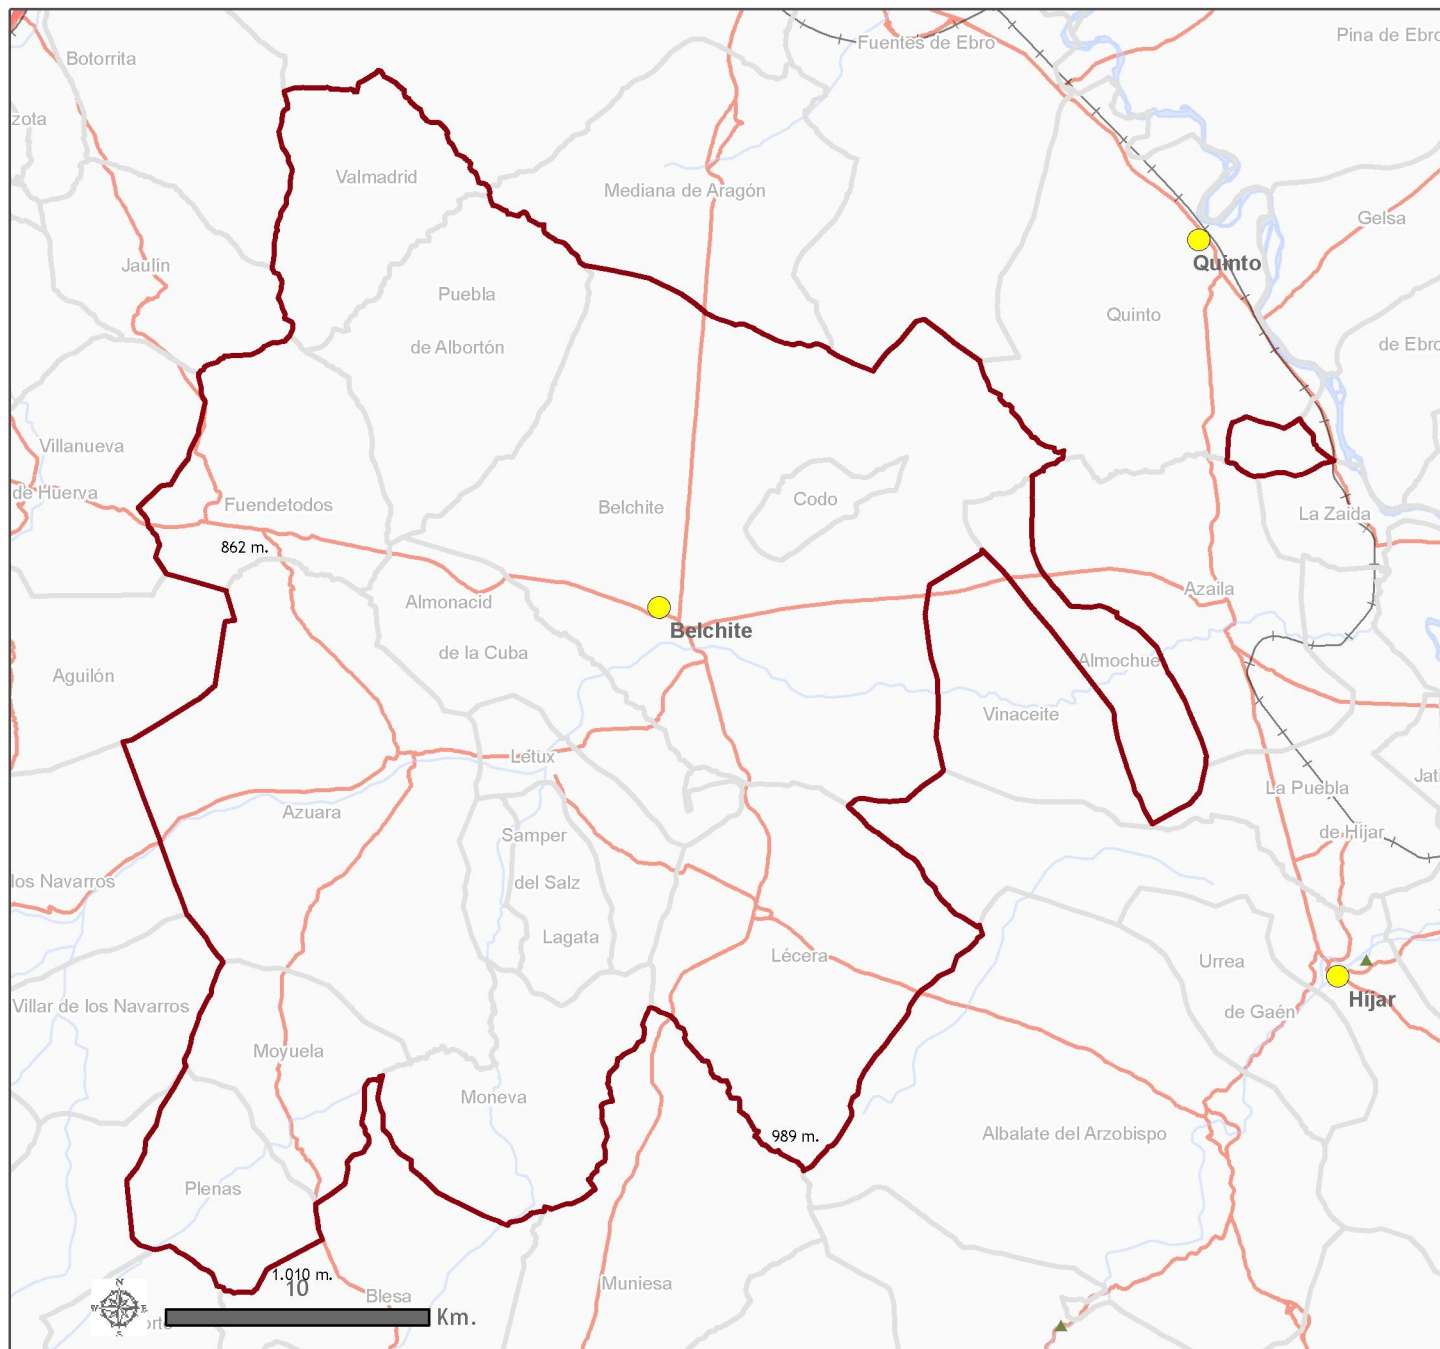 Fuentes de Ebro
Pina de Ebro
Botorrita
zota
Valmadrid
Mediana de Aragón
Gelsa
Quinto
Jaulín
Puebla
de Albortón
Quinto
de Ebro
Villanueva
de Huerva
Fuendetodos
Belchite
Codo
La Zaida
862 m.
Almonacid
de la Cuba
Azaila
Belchite
Aguilón
Almochué
Vinaceite
Letux
Azuara
La Puebla
de Híjar
Jati
Samper
del Salz
los Navarros
Lagata
Lécera
Urrea
de Gaén
Híjar
Villar de los Navarros
Moyuela
Moneva
989 m.
Albalate del Arzobispo
Plenas
1.010 m.
10
Km.
Blesa
Muniesa
N
W
E
S